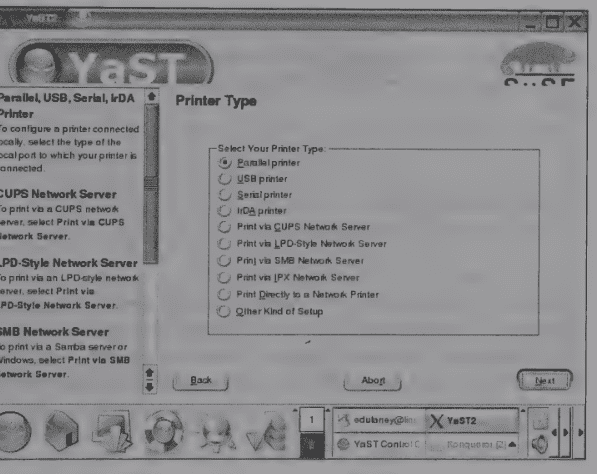 YaST2
YaST
SuSE
Parallel, USB, Serial, IrDA
Printer
To configure a printer connected
locally, select the type of the
local port to which your printer is
connected.
CUPS Network Server
To print via a CUPS network
server, select Print via CUPS
Network Server.
LPD-Style Network Server
To print via an LPD-style network
server, select Print via
LPD-Style Network Server.
SMB Network Server
To print via a Samba server or
Windows, select Print via SMB
Network Server.
Printer Type
Select Your Printer Type:
Parallel printer
USB printer
Serial printer
IrDA printer
Print via CUPS Network Server
Print via LPD-Style Network Server
Print via SMB Network Server
Print via IPX Network Server
Print Directly to a Network Printer
Other Kind of Setup
Back
Abort
Next
1
edulaney@lin
YaST2
YaST Control C
Konqueror [2]